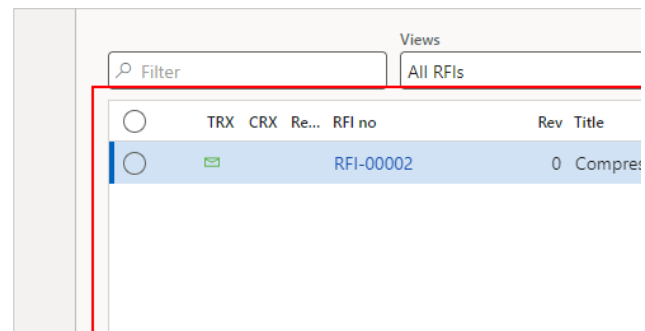 Views
Filter
All RFIs
TRX CRX Re... RFI no Rev Title
RFI-00002 0 Compres